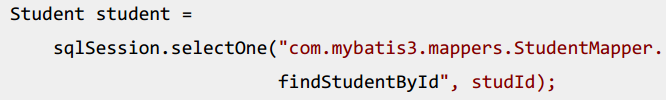 Student student =
sqlSession.selectOne("com.mybatis3.mappers.StudentMapper.
findStudentById", studId);